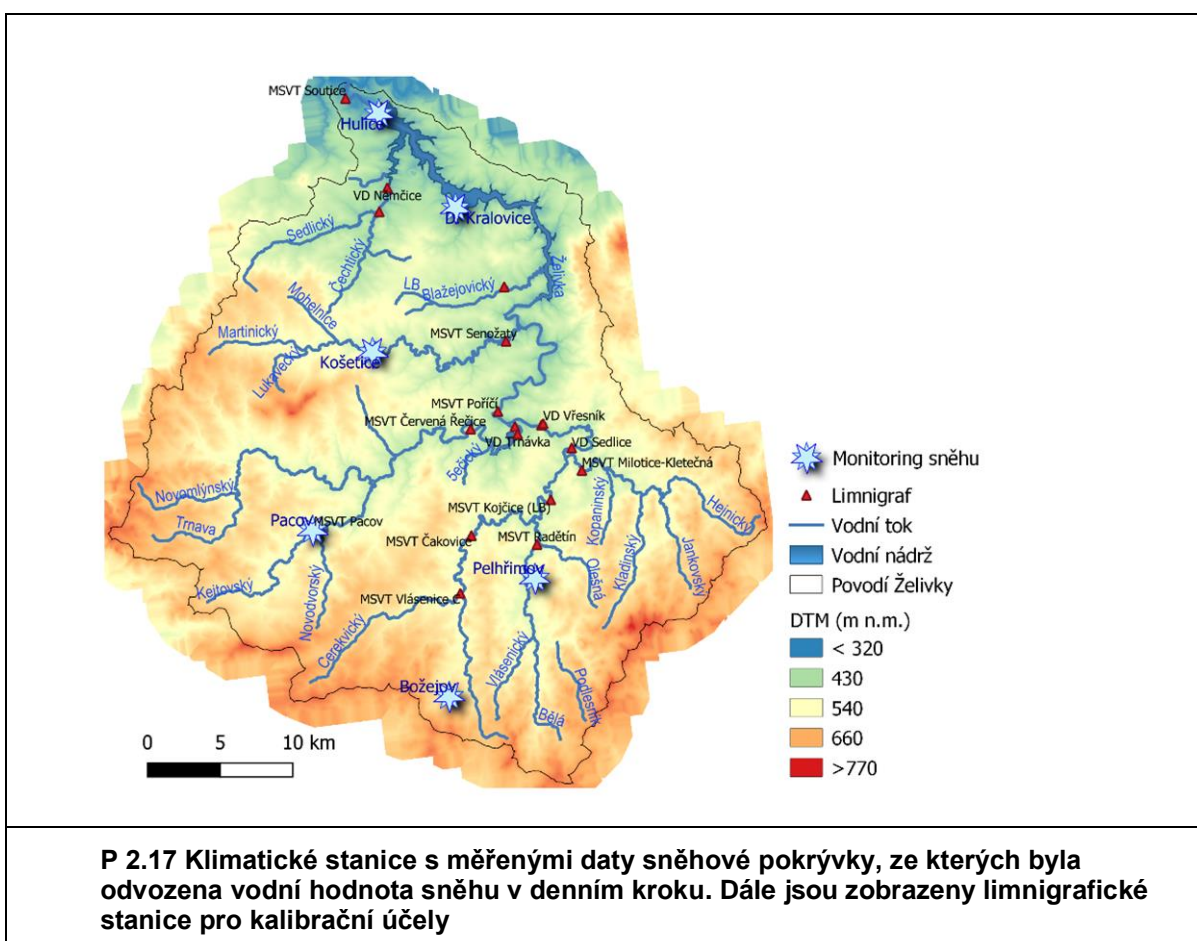 MSVT Soutice
Hulice
VD Němčice
D. Kralovice
Sedlický
Čechtický
Želivka
LB
Blažejovický
Mohelnice
Martinický
MSVT Senožaty
Lukavecký
Košetice
MSVT Poříčí
VD Vřesník
MSVT Červená Řečice
VD Trnávka
VD Sedlice
5ečický
MSVT Milotice-Kletečná
Novomlýnský
Hejnický
MSVT Kojčice (LB)
Kopaninský
Trnava
Pacov
MSVT Pacov
MSVT Čakovice
MSVT Radětín
Kladinský
Jankovský
Pelhřimov
Olešná
Kejtovský
Novodvorský
MSVT Vlásenice Č
Cerekvický
Vlásenický
Podlesník
Božejov
Bělá
0 5 10 km
Monitoring sněhu
Limnigraf
Vodní tok
Vodní nádrž
Povodí Želivky
DTM (m n.m.)
< 320
430
540
660
>770
P 2.17 Klimatické stanice s měřenými daty sněhové pokrývky, ze kterých byla
odvozena vodní hodnota sněhu v denním kroku. Dále jsou zobrazeny limnigrafické
stanice pro kalibrační účely